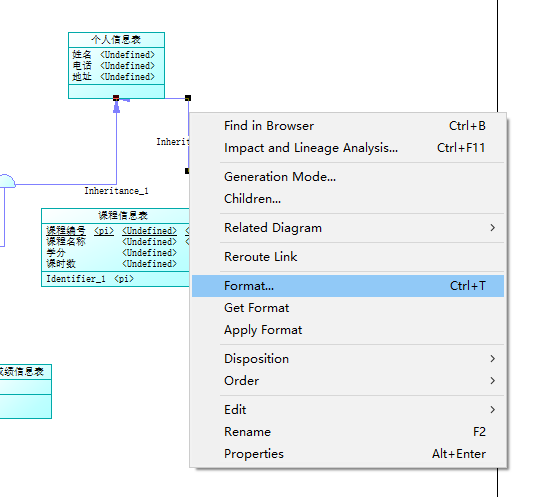 个人信息表
姓名 <Undefined>
电话 <Undefined>
地址 <Undefined>
Inheritance_1
课程信息表
课程编号 <pi> <Undefined>
课程名称 <Undefined>
学分 <Undefined>
课时数 <Undefined>
Identifier_1 <pi>
成绩信息表
Find in Browser Ctrl+B
Impact and Lineage Analysis... Ctrl+F11
Generation Mode...
Children...
Related Diagram
Reroute Link
Format... Ctrl+T
Get Format
Apply Format
Disposition
Order
Edit
Rename F2
Properties Alt+Enter